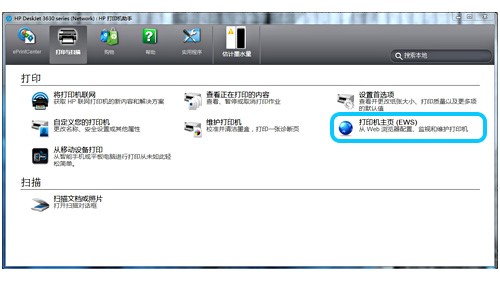 HP DeskJet 3630 series (Network) : HP 打印机助手
ePrintCenter
打印与扫描
购物
帮助
实用程序
估计墨水量
搜索本地
打印
将打印机联网
获取 HP 联网打印机的新内容和解决方案
查看正在打印的内容
查看、暂停或取消打印作业
设置首选项
查看并更改纸张大小、打印质量以及更多项
的默认值
自定义您的打印机
更改名称、安全设置或其他属性
维护打印机
校准并清洁墨盒，打印一张诊断页
打印机主页 (EWS)
从 Web 浏览器配置、监视和维护打印机
从移动设备打印
从智能手机或平板电脑进行打印从未如此轻
松简单。
扫描
扫描文档或照片
打开扫描对话框